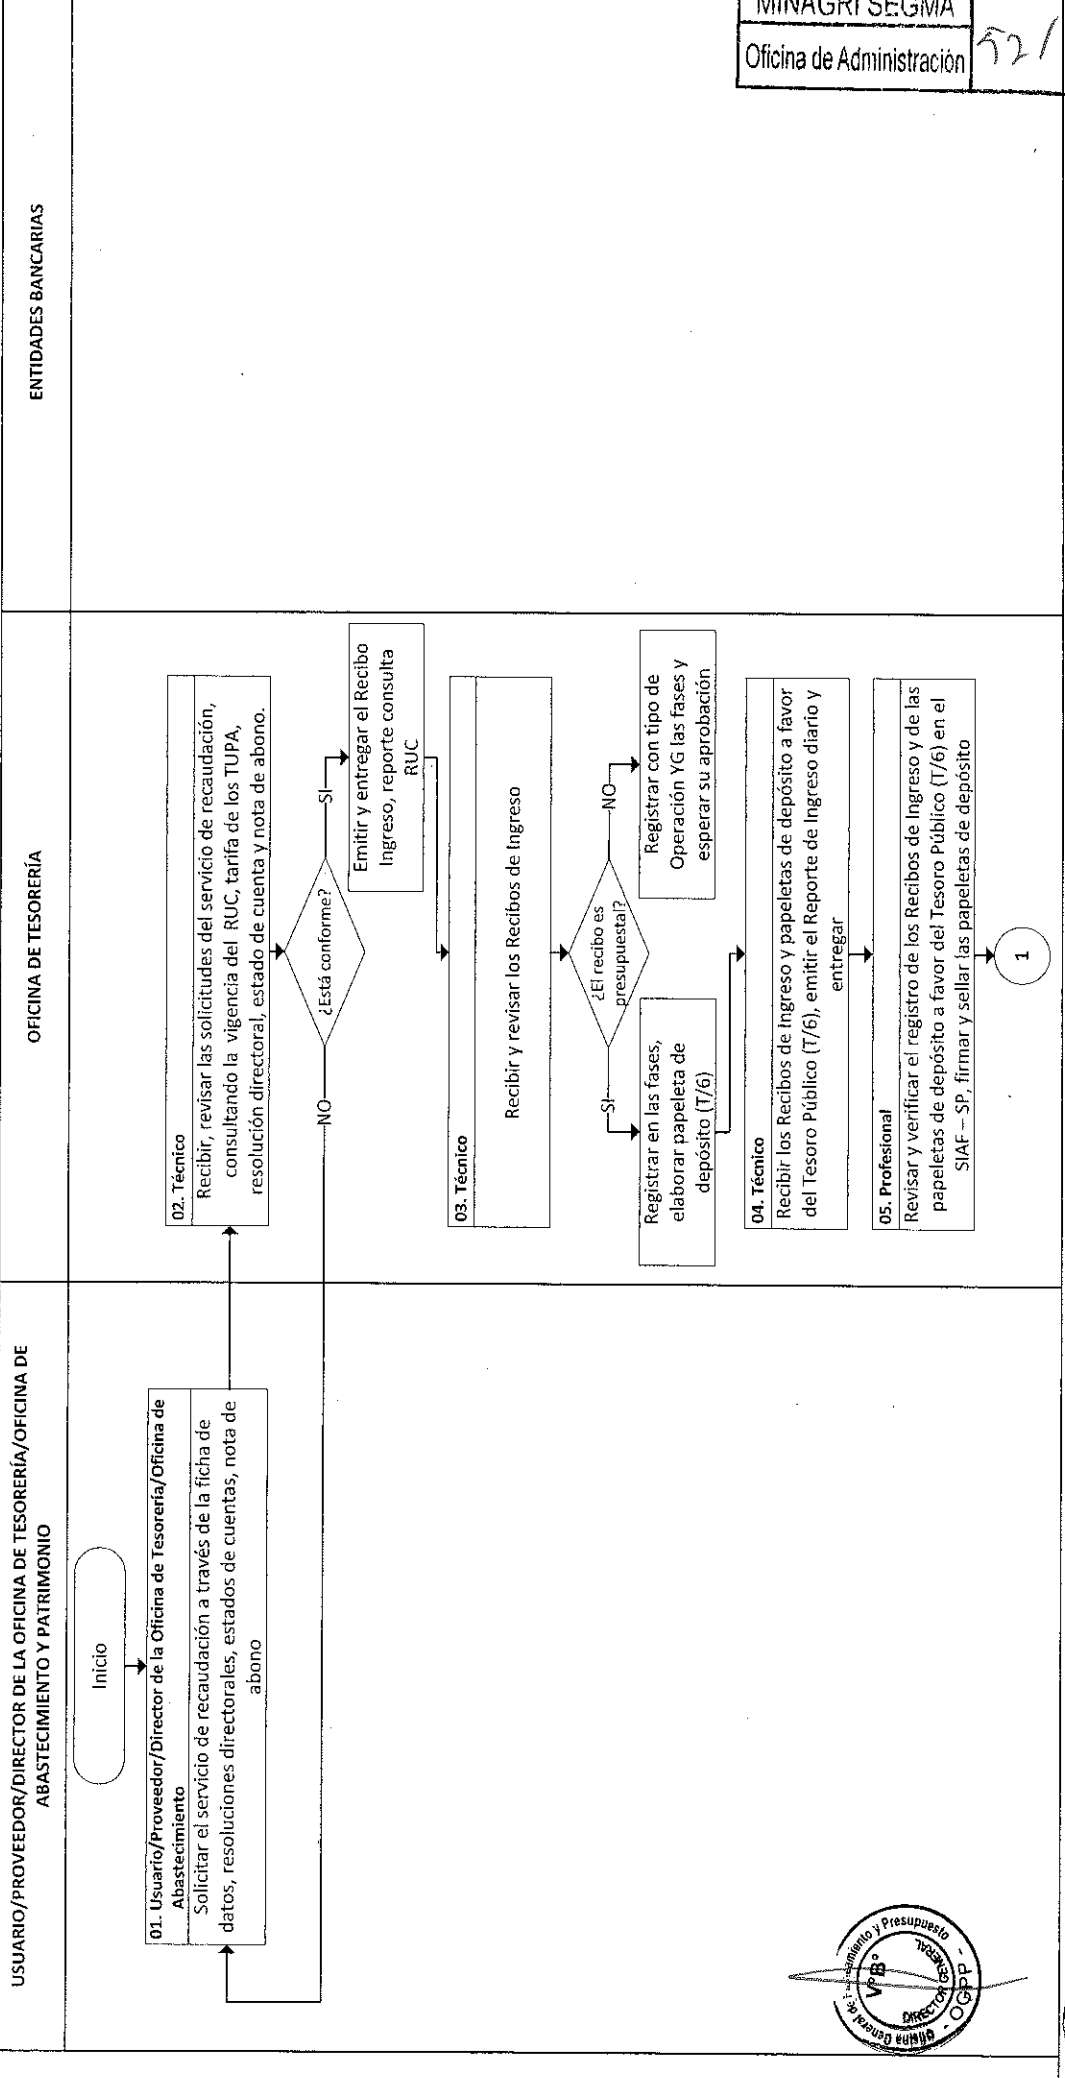 MINAGRI SEGMA
Oficina de Administración
521
USUARIO/PROVEEDOR/DIRECTOR DE LA OFICINA DE TESORERÍA/OFICINA DE
ABASTECIMIENTO Y PATRIMONIO
OFICINA DE TESORERÍA
ENTIDADES BANCARIAS
Inicio
01. Usuario/Proveedor/Director de la Oficina de Tesorería/Oficina de
Abastecimiento
Solicitar el servicio de recaudación a través de la ficha de
datos, resoluciones directorales, estados de cuentas, nota de
abono
02. Técnico
Recibir, revisar las solicitudes del servicio de recaudación,
consultando la vigencia del RUC, tarifa de los TUPA,
resolución directoral, estado de cuenta y nota de abono.
¿Está conforme?
NO
SI
Emitir y entregar el Recibo
Ingreso, reporte consulta
RUC
03. Técnico
Recibir y revisar los Recibos de Ingreso
¿El recibo es
presupuestal?
SI
NO
Registrar en las fases,
elaborar papeleta de
depósito (T/6)
Registrar con tipo de
Operación YG las fases y
esperar su aprobación
04. Técnico
Recibir los Recibos de Ingreso y papeletas de depósito a favor
del Tesoro Público (T/6), emitir el Reporte de Ingreso diario y
entregar
05. Profesional
Revisar y verificar el registro de los Recibos de Ingreso y de las
papeletas de depósito a favor del Tesoro Público (T/6) en el
SIAF – SP, firmar y sellar las papeletas de depósito
1
Oficina General de
y Presupuesto
V°B°
DIRECTOR GENERAL
- OGPP -